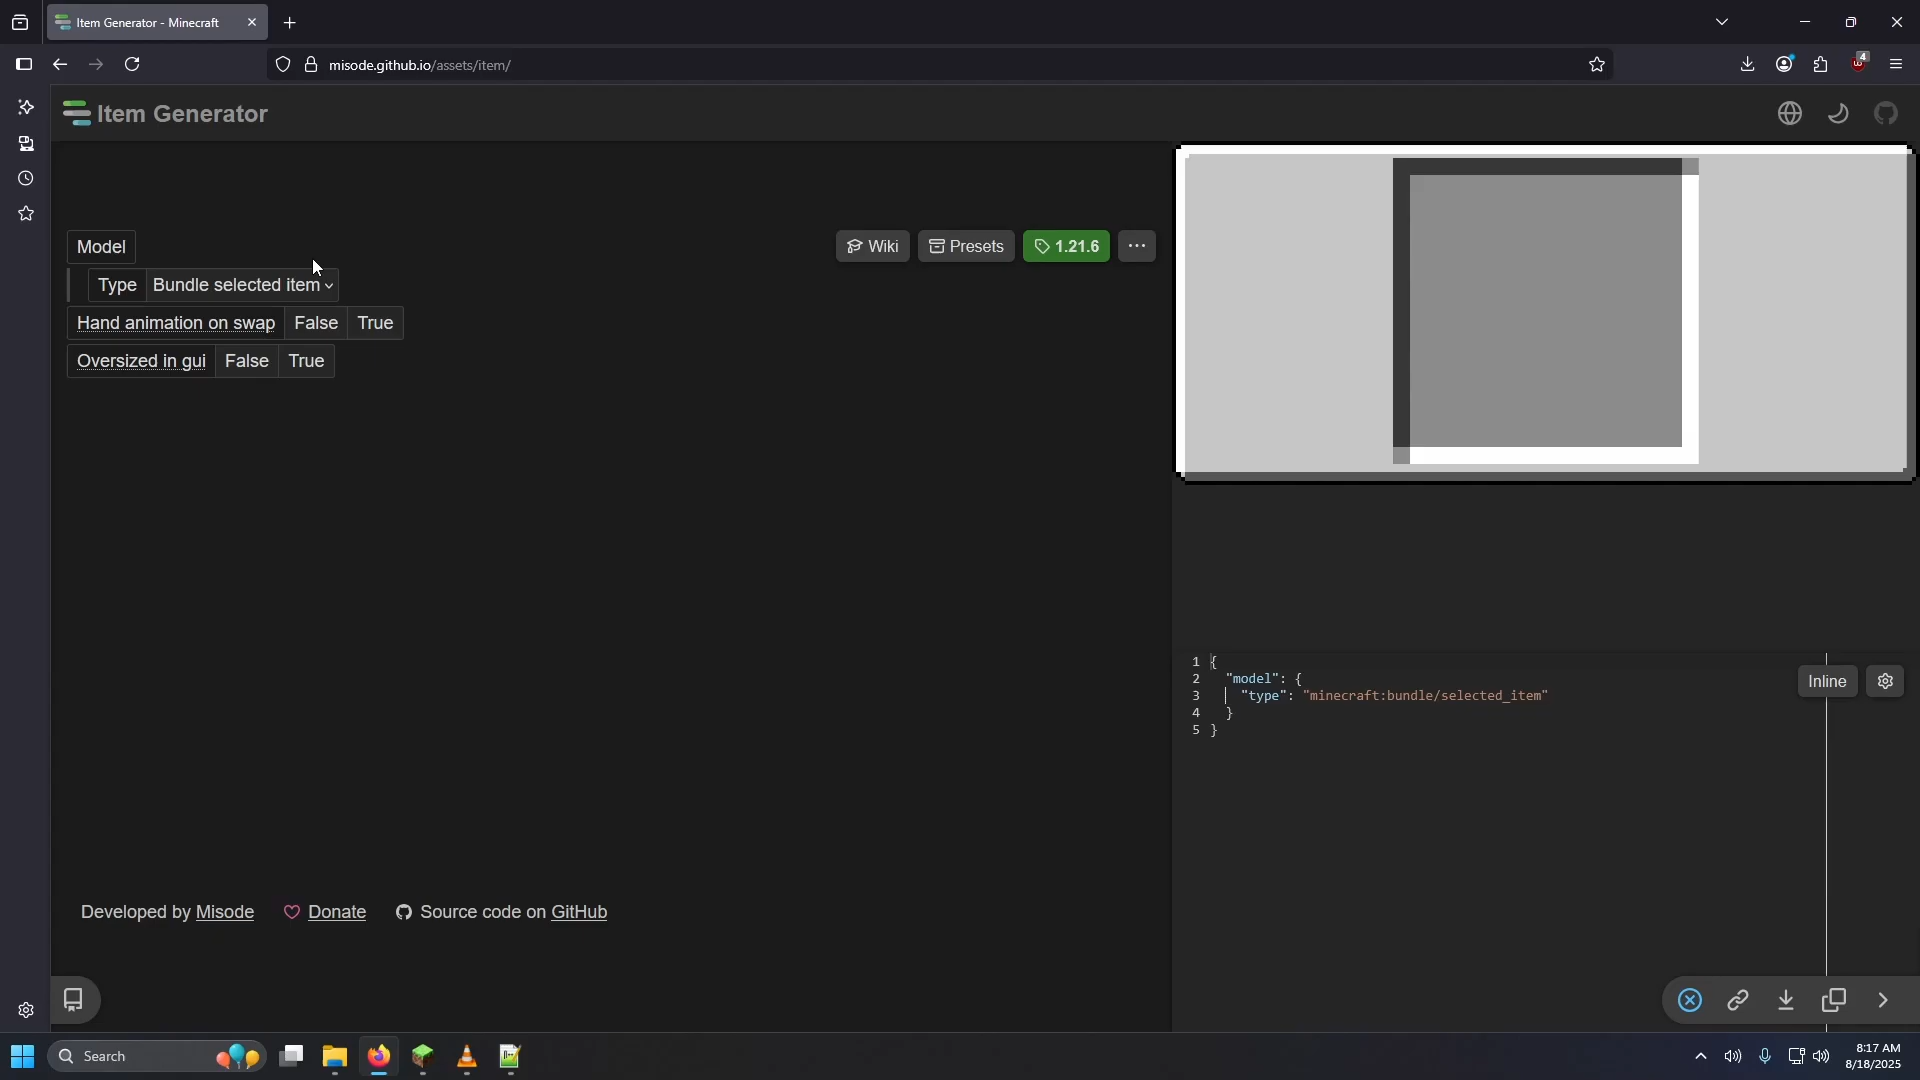 Item Generator - Minecraft
misode.github.io/assets/item/
4
Item Generator
Model
Wiki
Presets
1.21.6
Type
Bundle selected item
Hand animation on swap
False
True
Oversized in gui
False
True
1 {
2 "model": {
3 "type": "minecraft:bundle/selected_item"
4 }
5 }
Inline
Developed by Misode
Donate
Source code on GitHub
Search
8:17 AM
8/18/2025